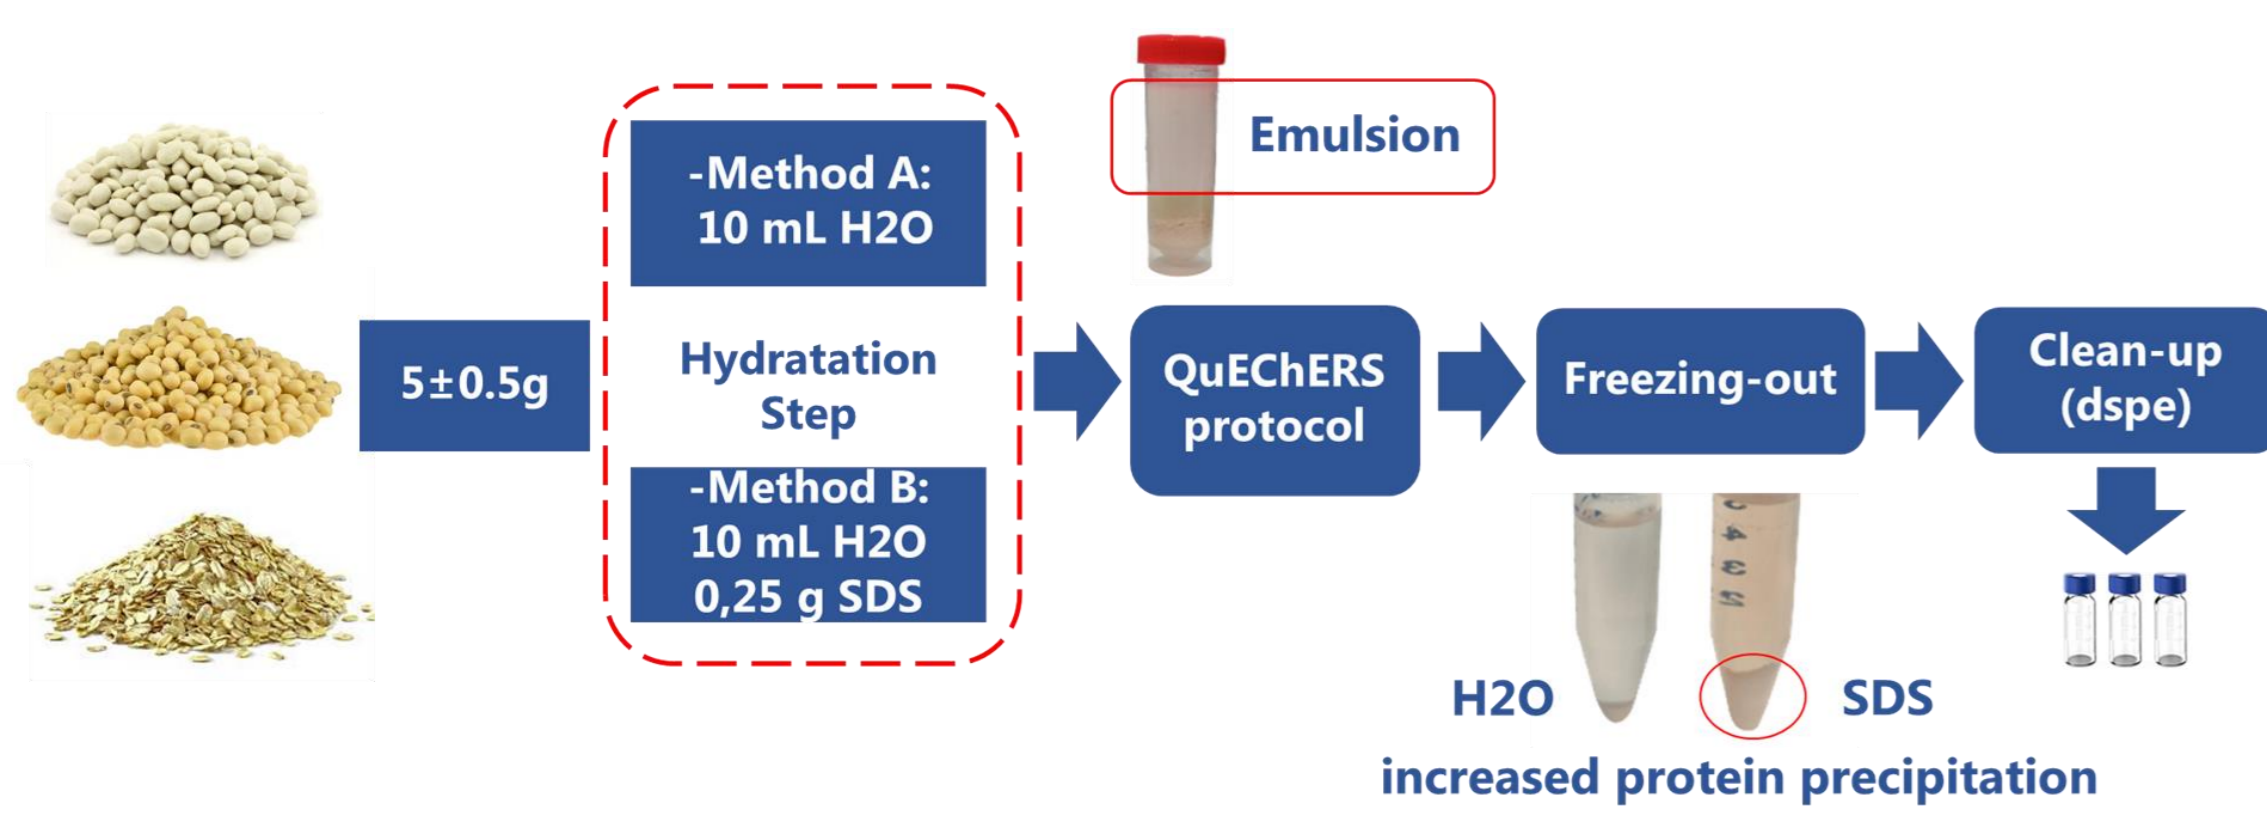 5±0.5g
-Method A:
10 mL H2O
Hydratation
Step
-Method B:
10 mL H2O
0,25 g SDS
Emulsion
QuEChERS
protocol
Freezing-out
Clean-up
(dspe)
H2O
SDS
increased protein precipitation